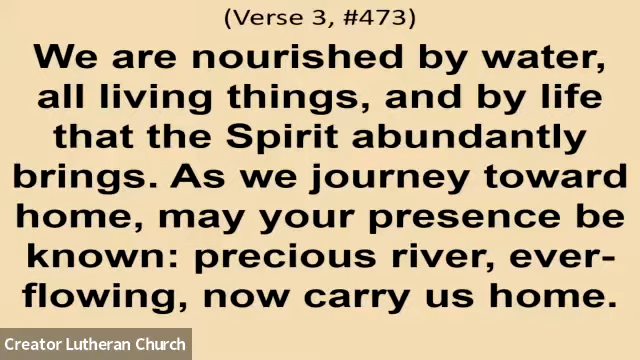 (Verse 3, #473)
We are nourished by water,
all living things, and by life
that the Spirit abundantly
brings. As we journey toward
home, may your presence be
known: precious river, ever-
flowing, now carry us home.
Creator Lutheran Church